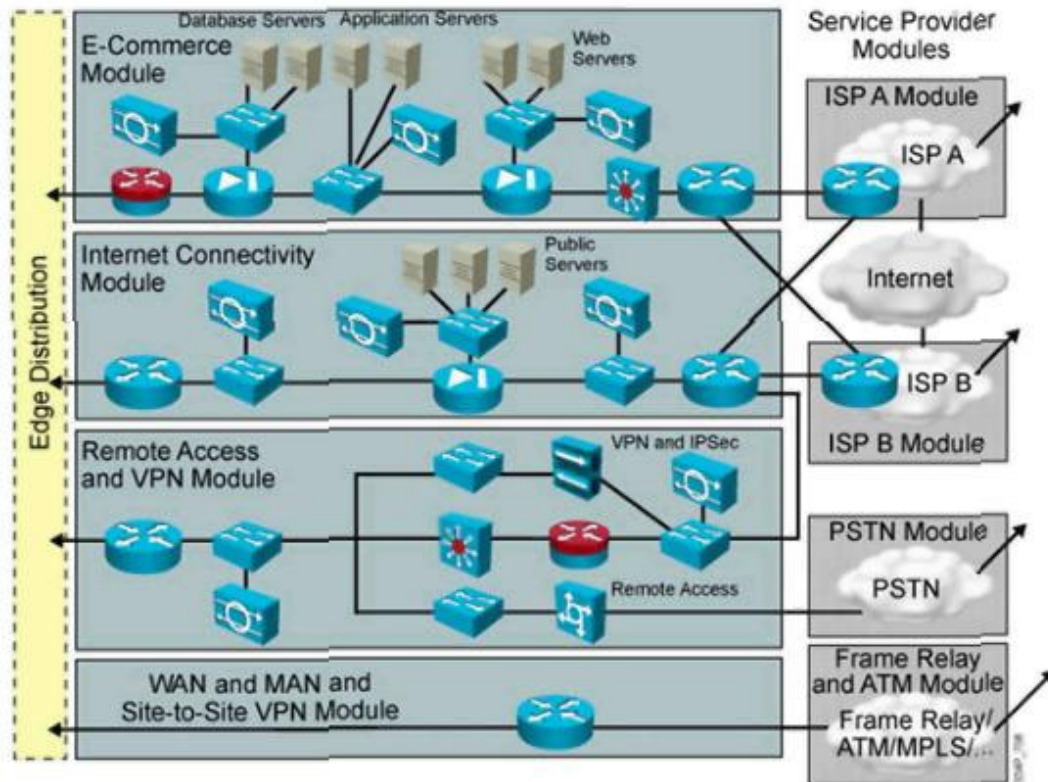 Database Servers
Application Servers
E-Commerce
Module
Web
Servers
Service Provider
Modules
ISP A Module
ISP A
Internet Connectivity
Module
Public
Servers
Internet
ISP B
ISP B Module
Edge Distribution
Remote Access
and VPN Module
VPN and IPSec
Remote Access
PSTN Module
PSTN
WAN and MAN and
Site-to-Site VPN Module
Frame Relay
and ATM Module
Frame Relay/
ATM/MPLS/...